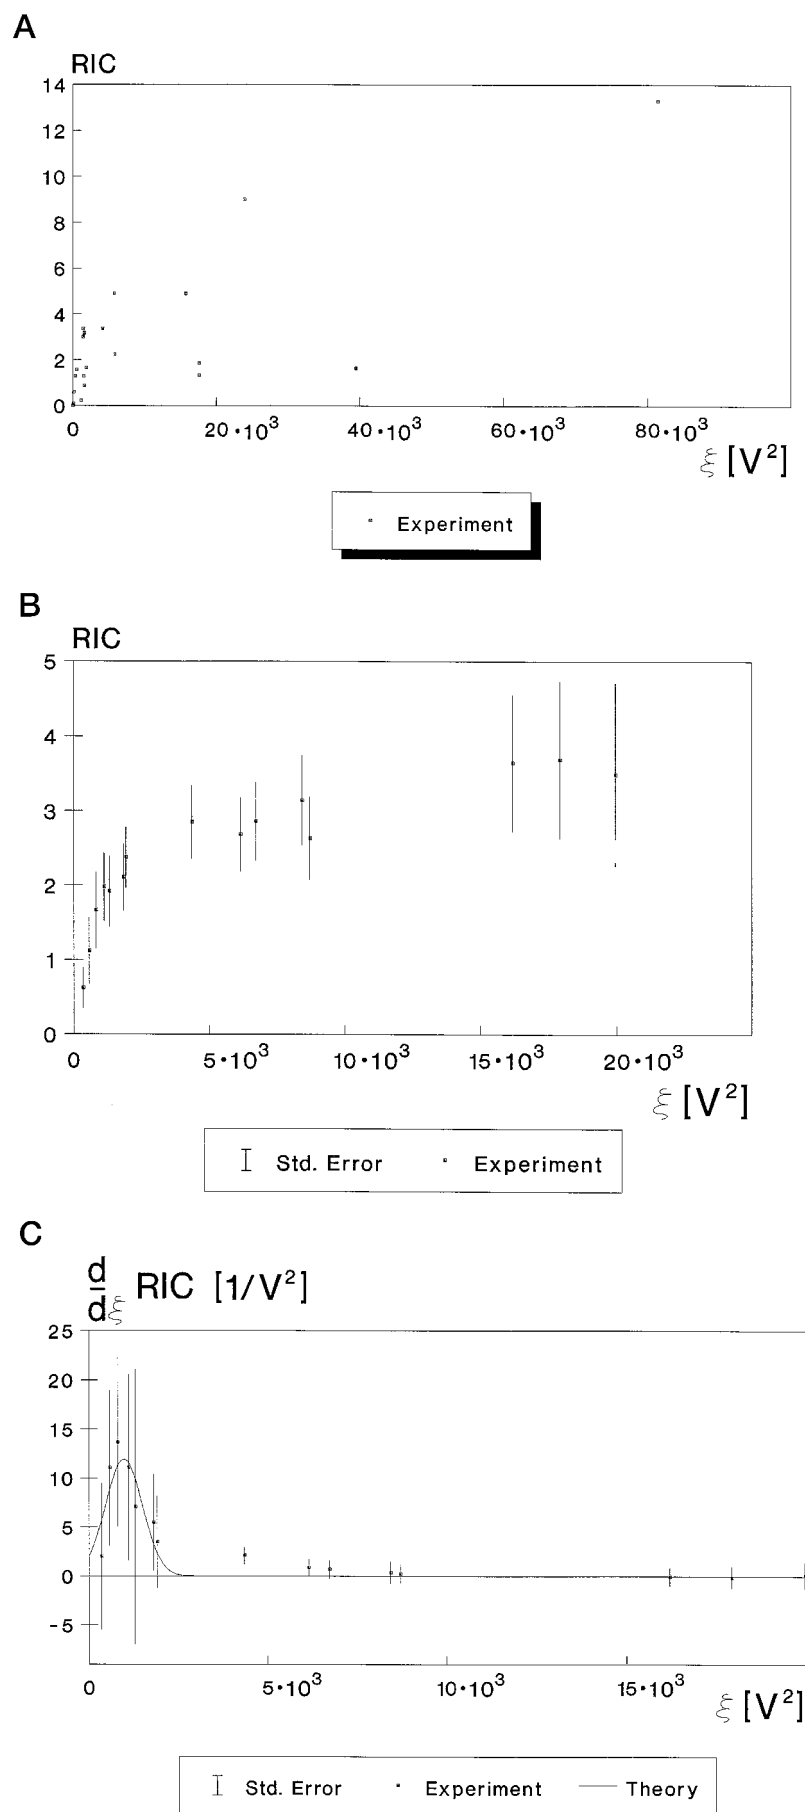 A
RIC
14
12
10
8
6
4
2
0
0 20·10³ 40·10³ 60·10³ 80·10³
ξ [V²]
Experiment
B
RIC
5
4
3
2
1
0
0 5·10³ 10·10³ 15·10³ 20·10³
ξ [V²]
Std. Error Experiment
C
d/dξ RIC [1/V²]
25
20
15
10
5
0
-5
0 5·10³ 10·10³ 15·10³
ξ [V²]
Std. Error Experiment Theory